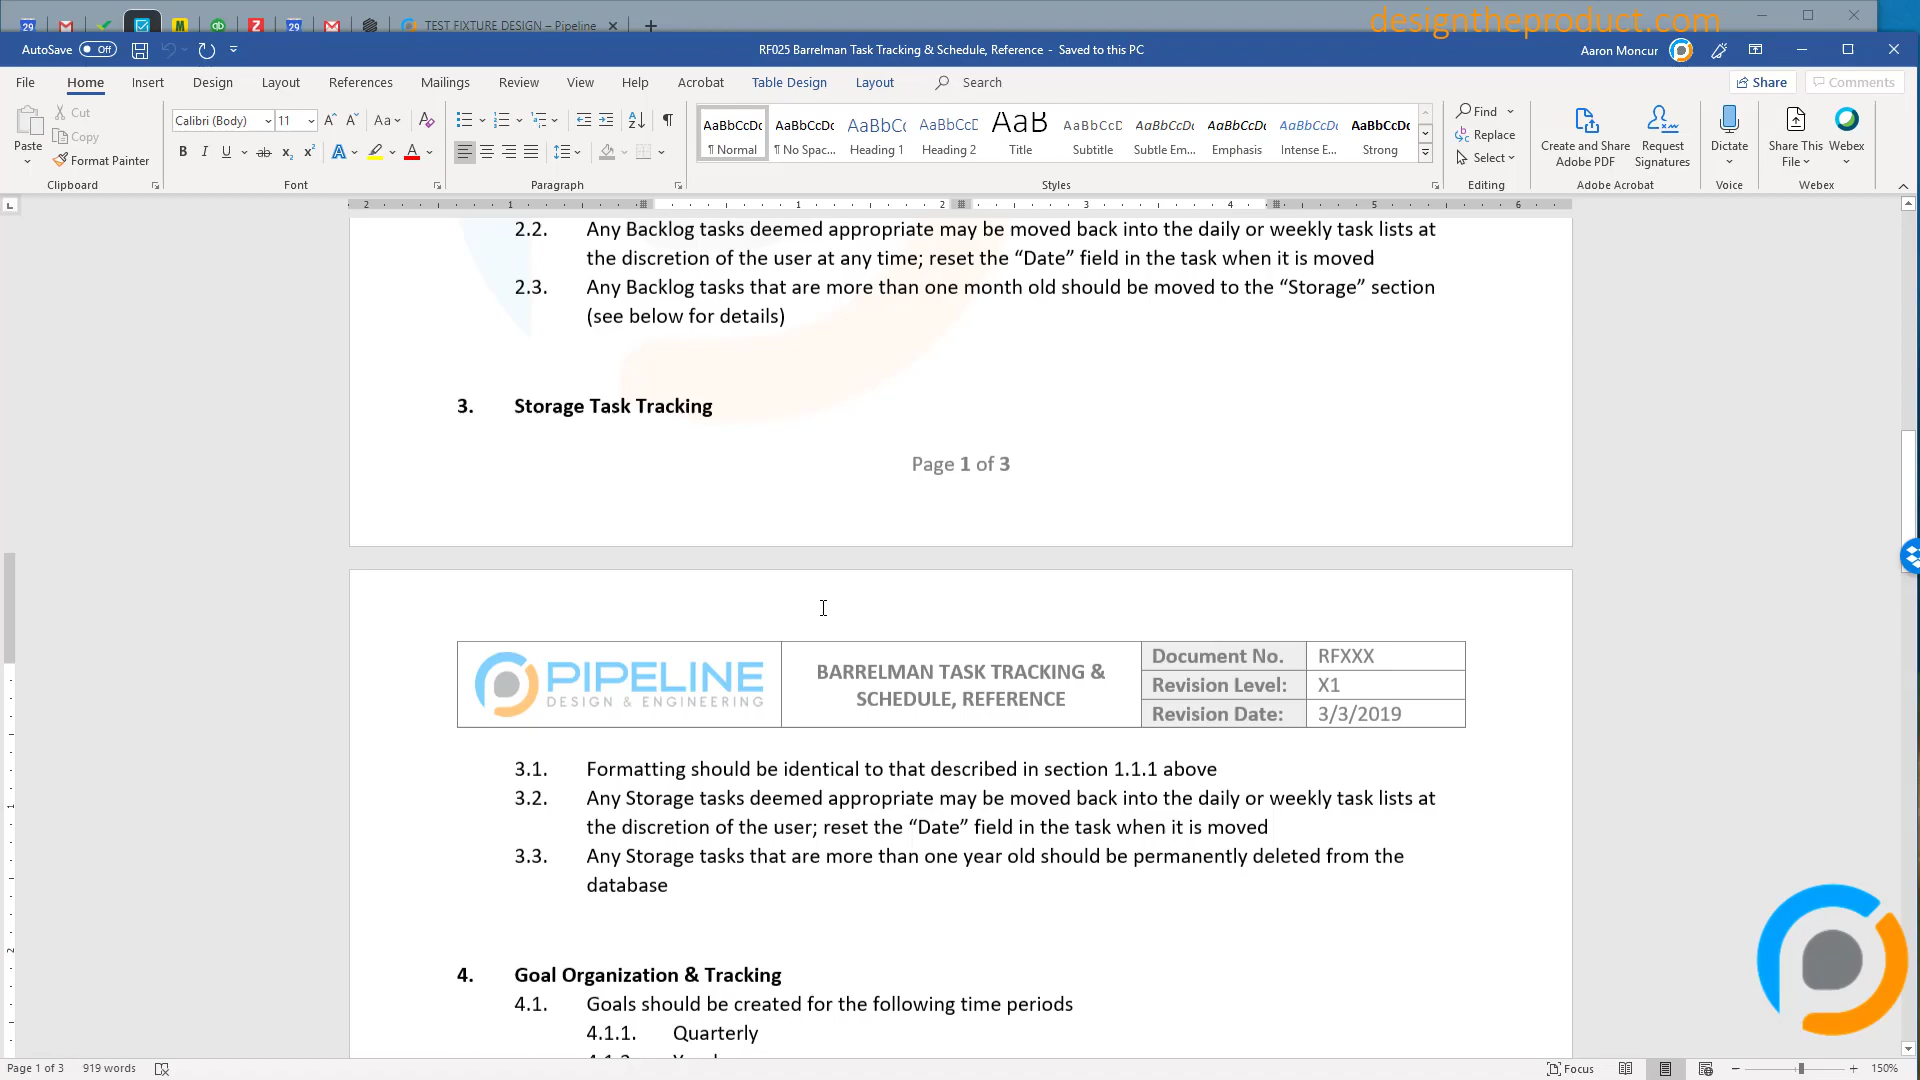 designtheproduct.com
TEST FIXTURE DESIGN – Pipeline
AutoSave Off
RF025 Barrelman Task Tracking & Schedule, Reference - Saved to this PC
Aaron Moncur
File Home Insert Design Layout References Mailings Review View Help Acrobat Table Design Layout Search Share Comments
Paste Cut Copy Format Painter
Calibri (Body) 11
AaBbCcDc AaBbCcDc AaBbCc AaBbCcD AaB AaBbCcD AaBbCcDc AaBbCcDc AaBbCcDc AaBbCcDc
¶ Normal ¶ No Spac... Heading 1 Heading 2 Title Subtitle Subtle Em... Emphasis Intense E... Strong
Find Replace Select
Create and Share Adobe PDF
Request Signatures
Dictate
Share This File
Webex
Clipboard Font Paragraph Styles Editing Adobe Acrobat Voice Webex
2 1 1 2 3 4 5 6
2.2. Any Backlog tasks deemed appropriate may be moved back into the daily or weekly task lists at
the discretion of the user at any time; reset the “Date” field in the task when it is moved
2.3. Any Backlog tasks that are more than one month old should be moved to the “Storage” section
(see below for details)
3. Storage Task Tracking
Page 1 of 3
PIPELINE
DESIGN & ENGINEERING
BARRELMAN TASK TRACKING &
SCHEDULE, REFERENCE
Document No. RFXXX
Revision Level: X1
Revision Date: 3/3/2019
3.1. Formatting should be identical to that described in section 1.1.1 above
3.2. Any Storage tasks deemed appropriate may be moved back into the daily or weekly task lists at
the discretion of the user; reset the “Date” field in the task when it is moved
3.3. Any Storage tasks that are more than one year old should be permanently deleted from the
database
4. Goal Organization & Tracking
4.1. Goals should be created for the following time periods
4.1.1. Quarterly
Page 1 of 3 919 words Focus 150%